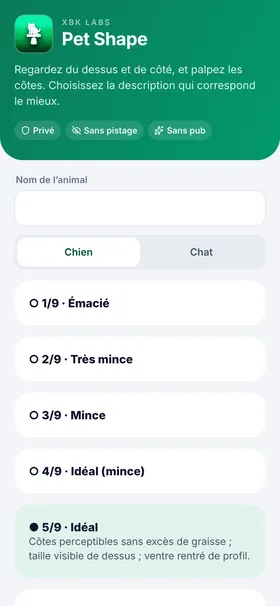 XBK LABS
Pet Shape
Regardez du dessus et de côté, et palpez les
côtes. Choisissez la description qui correspond
le mieux.
Privé
Sans pistage
Sans pub
Nom de l'animal
Chien
Chat
1/9 · Émacié
2/9 · Très mince
3/9 · Mince
4/9 · Idéal (mince)
5/9 · Idéal
Côtes perceptibles sans excès de graisse ;
taille visible de dessus ; ventre rentré de profil.